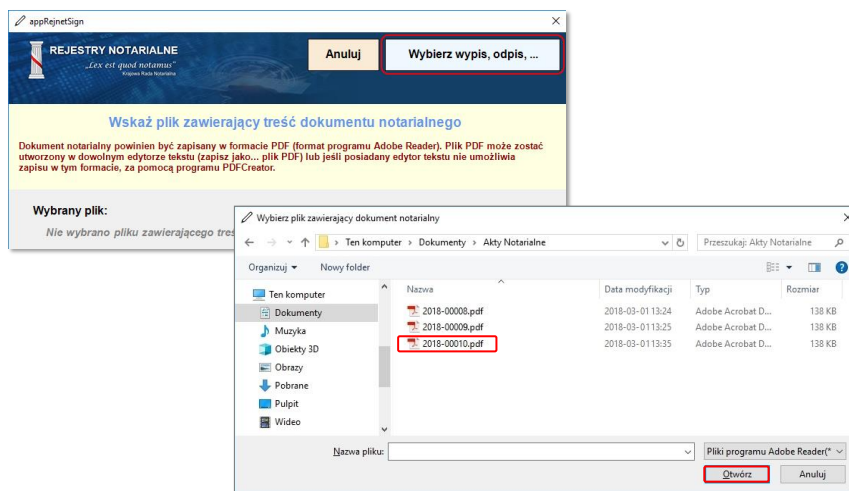 appRejnetSign
REJESTRY NOTARIALNE
„Lex est quod notamus”
Krajowa Rada Notarialna
Anuluj
Wybierz wypis, odpis, ...
Wskaż plik zawierający treść dokumentu notarialnego
Dokument notarialny powinien być zapisany w formacie PDF (format programu Adobe Reader). Plik PDF może zostać
utworzony w dowolnym edytorze tekstu (zapisz jako... plik PDF) lub jeśli posiadany edytor tekstu nie umożliwia
zapisu w tym formacie, za pomocą programu PDFCreator.
Wybrany plik:
Nie wybrano pliku zawierającego treś
Wybierz plik zawierający dokument notarialny
Ten komputer › Dokumenty › Akty Notarialne
Przeszukaj: Akty Notarialne
Organizuj
Nowy folder
Nazwa Data modyfikacji Typ Rozmiar
Ten komputer
Dokumenty
Muzyka
Obiekty 3D
Obrazy
Pobrane
Pulpit
Wideo
2018-00008.pdf 2018-03-01 13:24 Adobe Acrobat D... 138 KB
2018-00009.pdf 2018-03-01 13:25 Adobe Acrobat D... 138 KB
2018-00010.pdf 2018-03-01 13:35 Adobe Acrobat D... 138 KB
Nazwa pliku:
Pliki programu Adobe Reader(*
Otwórz
Anuluj